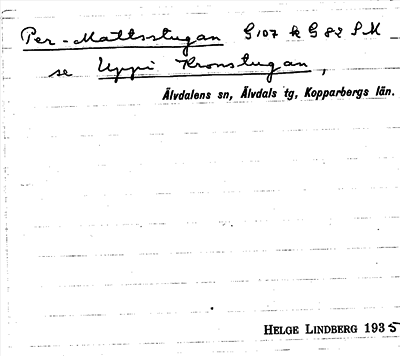 Per-Mattsstugan G 107 k G 82 SM
se Uppi Kronstugan,
Älvdalens sn, Älvdals tg, Kopparbergs län.
HELGE LINDBERG 1935